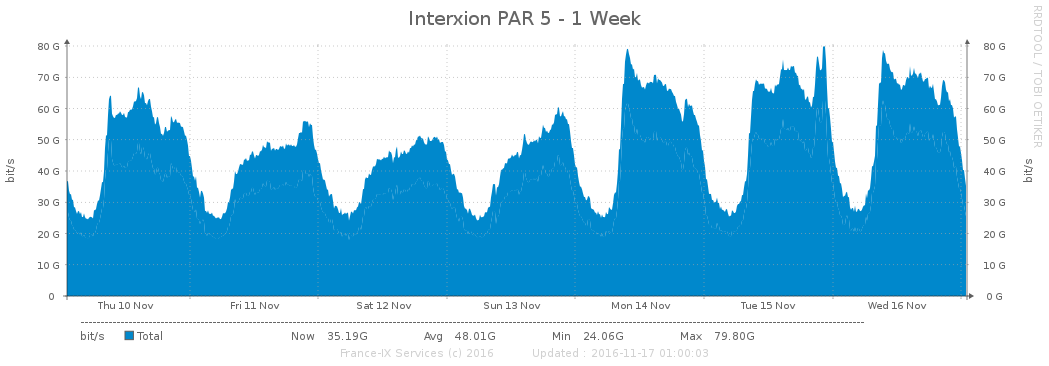 Interxion PAR 5 - 1 Week
RRDTOOL / TOBI OETIKER
80 G 80 G
70 G 70 G
60 G 60 G
50 G 50 G
40 G 40 G
30 G 30 G
20 G 20 G
10 G 10 G
0 0 G
bit/s bit/s
Thu 10 Nov Fri 11 Nov Sat 12 Nov Sun 13 Nov Mon 14 Nov Tue 15 Nov Wed 16 Nov
bit/s Total Now 35.19G Avg 48.01G Min 24.06G Max 79.80G
France-IX Services (c) 2016 Updated : 2016-11-17 01:00:03